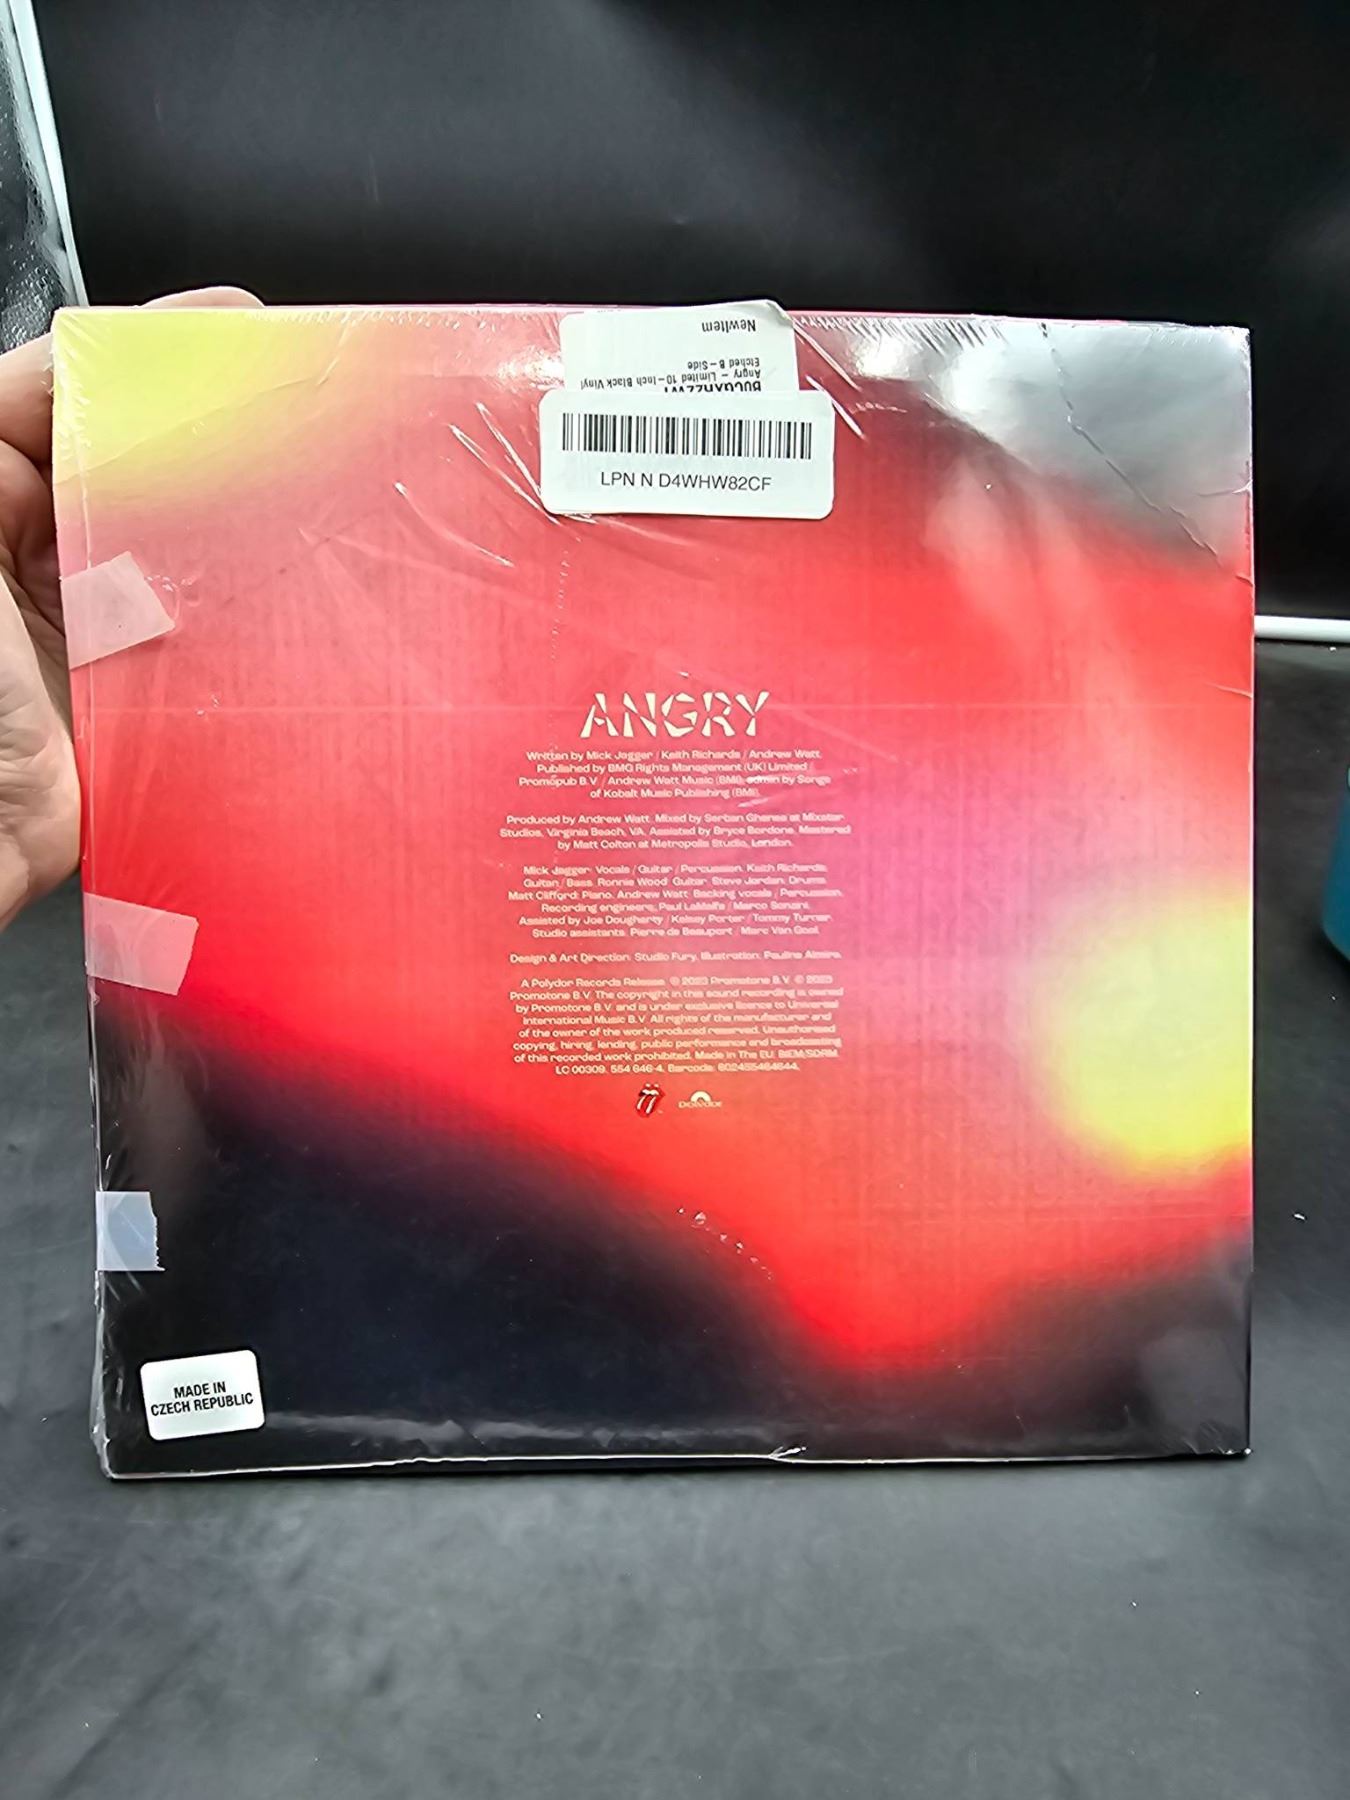 NewItem
Etched B-Side
Angry - Limited 10-Inch Black Vinyl
LPN N D4WHW82CF
ANGRY
Written by Mick Jagger / Keith Richards / Andrew Watt.
Published by BMG Rights Management (UK) Limited /
Promopub B.V. / Andrew Watt Music (BMI), admin by Songs
of Kobalt Music Publishing (BMI).
Produced by Andrew Watt. Mixed by Serban Ghenea at Mixstar
Studios, Virginia Beach, VA. Assisted by Bryce Bordone. Mastered
by Matt Colton at Metropolis Studio, London.
Mick Jagger: Vocals / Guitar / Percussion. Keith Richards:
Guitar / Bass. Ronnie Wood: Guitar. Steve Jordan: Drums.
Matt Clifford: Piano. Andrew Watt: Backing vocals / Percussion.
Recording engineers: Paul LaMalfa / Marco Sonzini.
Assisted by Joe Dougherty / Kelsey Porter / Tommy Turner.
Studio assistants: Pierre de Beauport / Marc Van Gool.
Design & Art Direction: Studio Fury. Illustration: Paulina Almira.
A Polydor Records Release. ℗ 2023 Promotone B.V. © 2023
Promotone B.V. The copyright in this sound recording is owned
by Promotone B.V. and is under exclusive licence to Universal
International Music B.V. All rights of the manufacturer and
of the owner of the work produced reserved. Unauthorised
copying, hiring, lending, public performance and broadcasting
of this recorded work prohibited. Made in The EU. BIEM/SDRM.
LC 00309. 554 646-4. Barcode: 602455464644.
Polydor
MADE IN
CZECH REPUBLIC